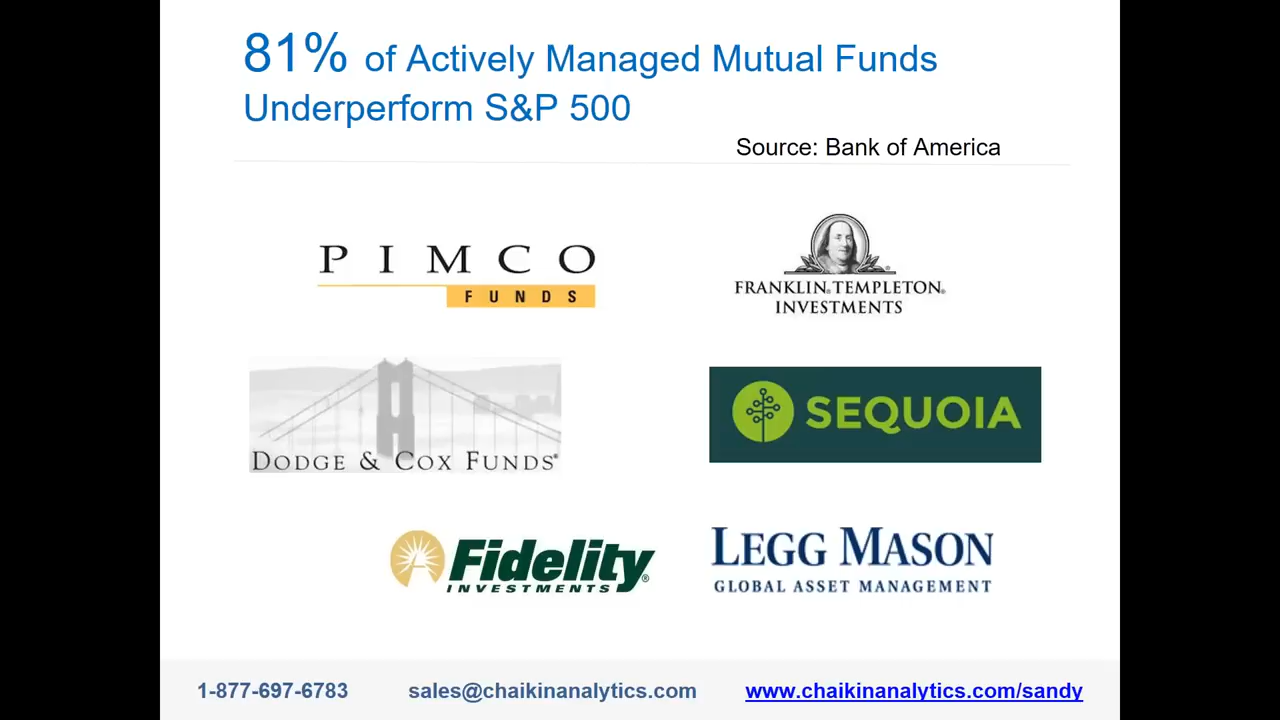 81% of Actively Managed Mutual Funds
Underperform S&P 500
Source: Bank of America
PIMCO
FUNDS
FRANKLIN® TEMPLETON®
INVESTMENTS
DODGE & COX FUNDS®
SEQUOIA
Fidelity®
INVESTMENTS
LEGG MASON
GLOBAL ASSET MANAGEMENT
1-877-697-6783 sales@chaikinanalytics.com www.chaikinanalytics.com/sandy